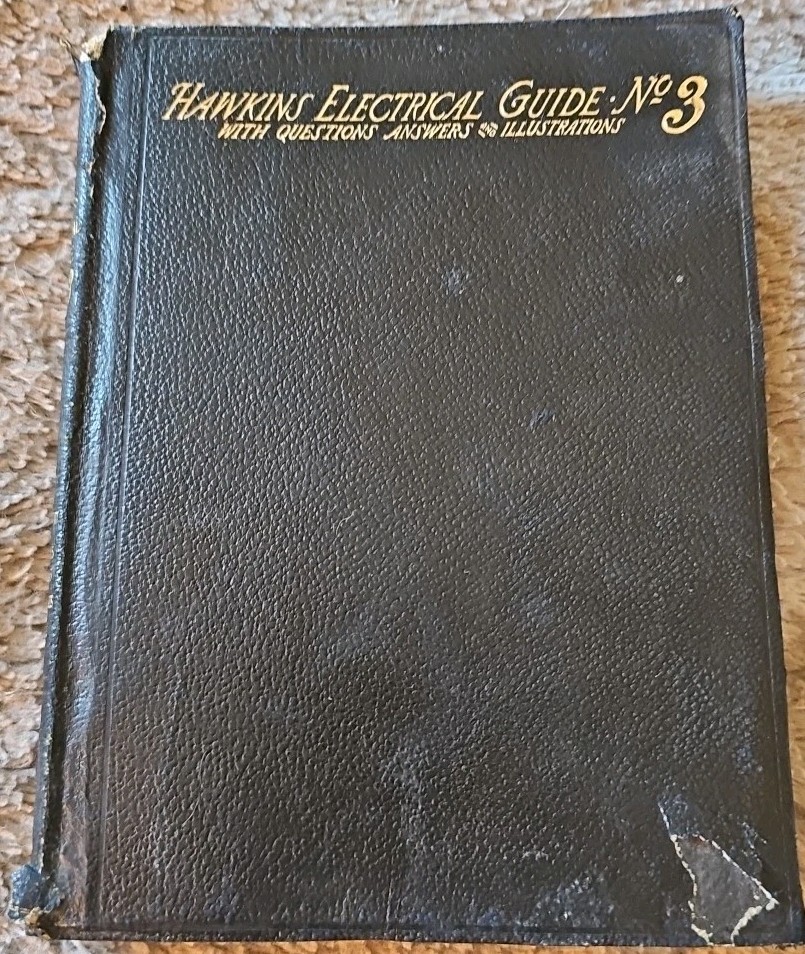 HAWKINS ELECTRICAL GUIDE · No 3
WITH QUESTIONS ANSWERS AND ILLUSTRATIONS